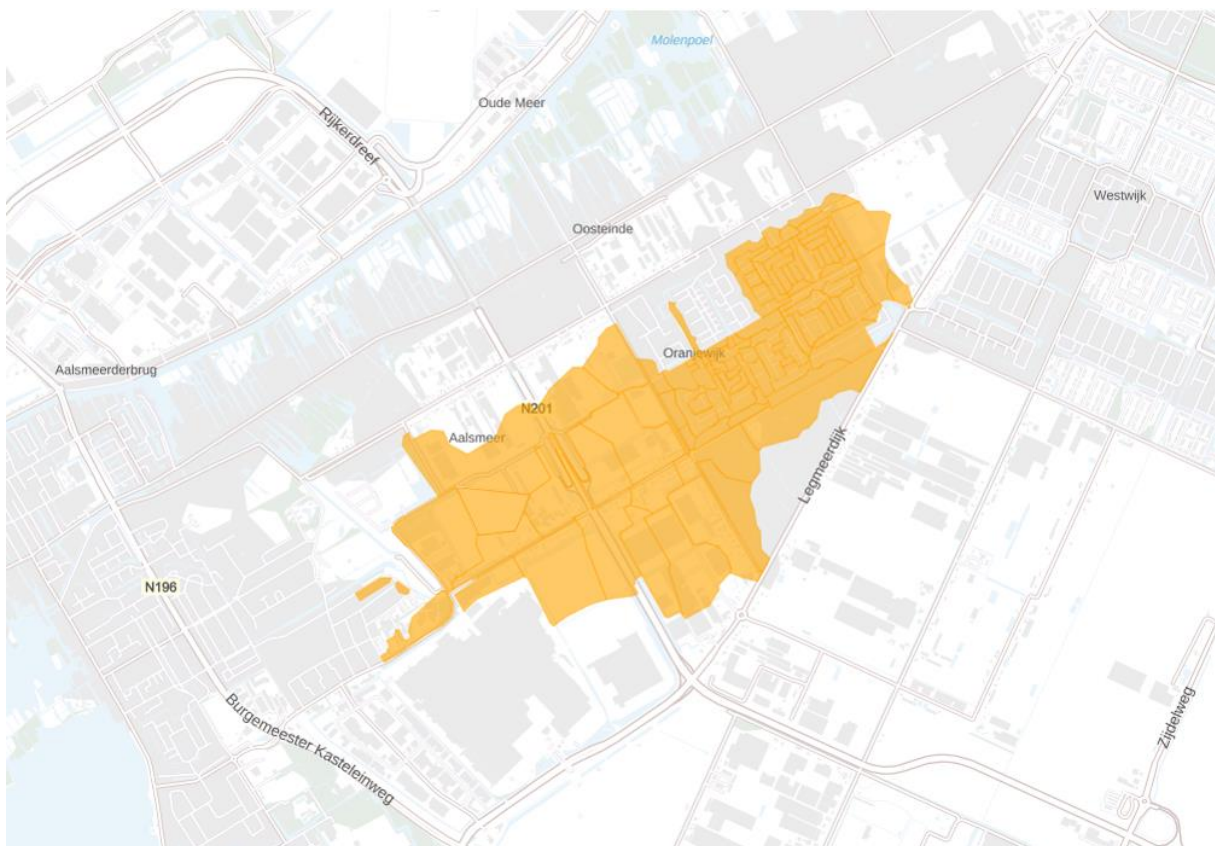 Molenpoel
Oude Meer
Rijkerdreef
Westwijk
Oosteinde
Oranjewijk
Aalsmeerderbrug
N201
Aalsmeer
Legmeerdijk
N196
Burgemeester Kasteleinweg
Zijdelweg